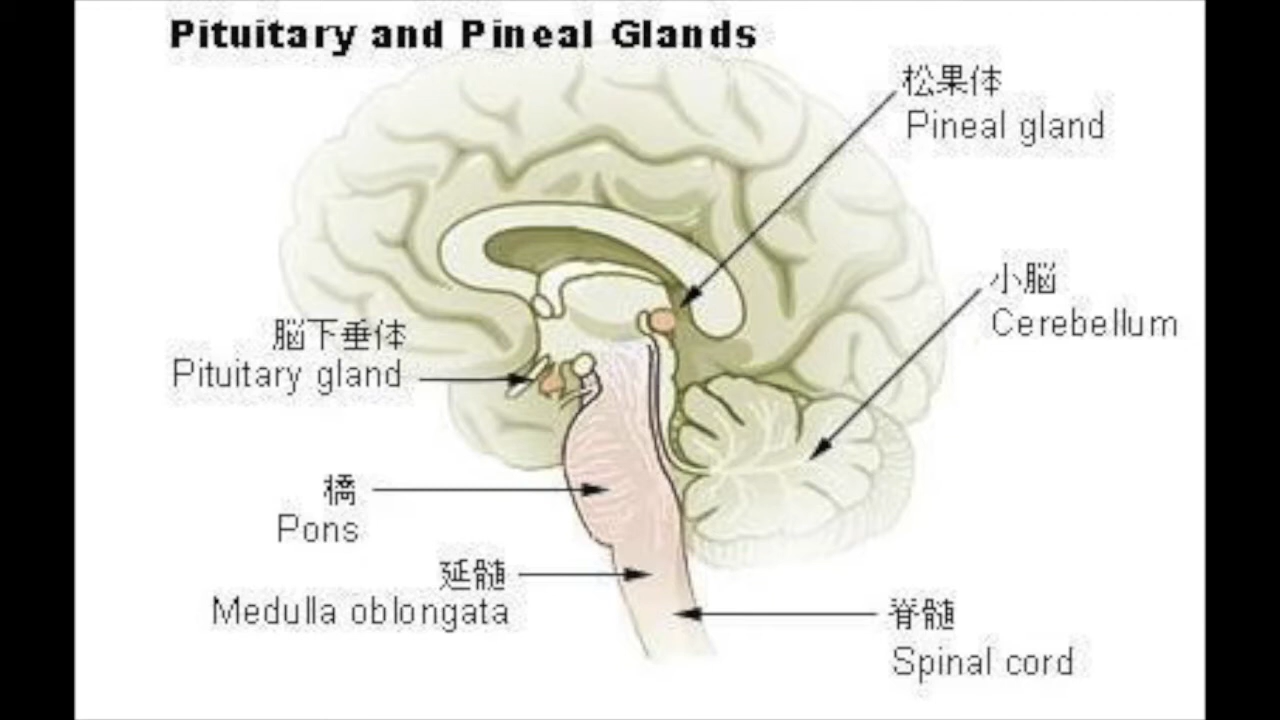 Pituitary and Pineal Glands
松果体
Pineal gland
小脳
Cerebellum
脳下垂体
Pituitary gland
橋
Pons
延髄
Medulla oblongata
脊髄
Spinal cord